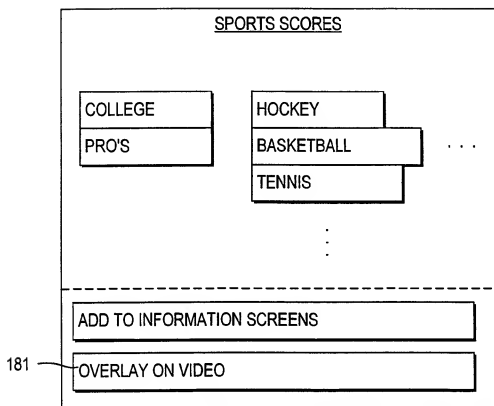 SPORTS SCORES
COLLEGE
PRO'S
HOCKEY
BASKETBALL
TENNIS
ADD TO INFORMATION SCREENS
181
OVERLAY ON VIDEO